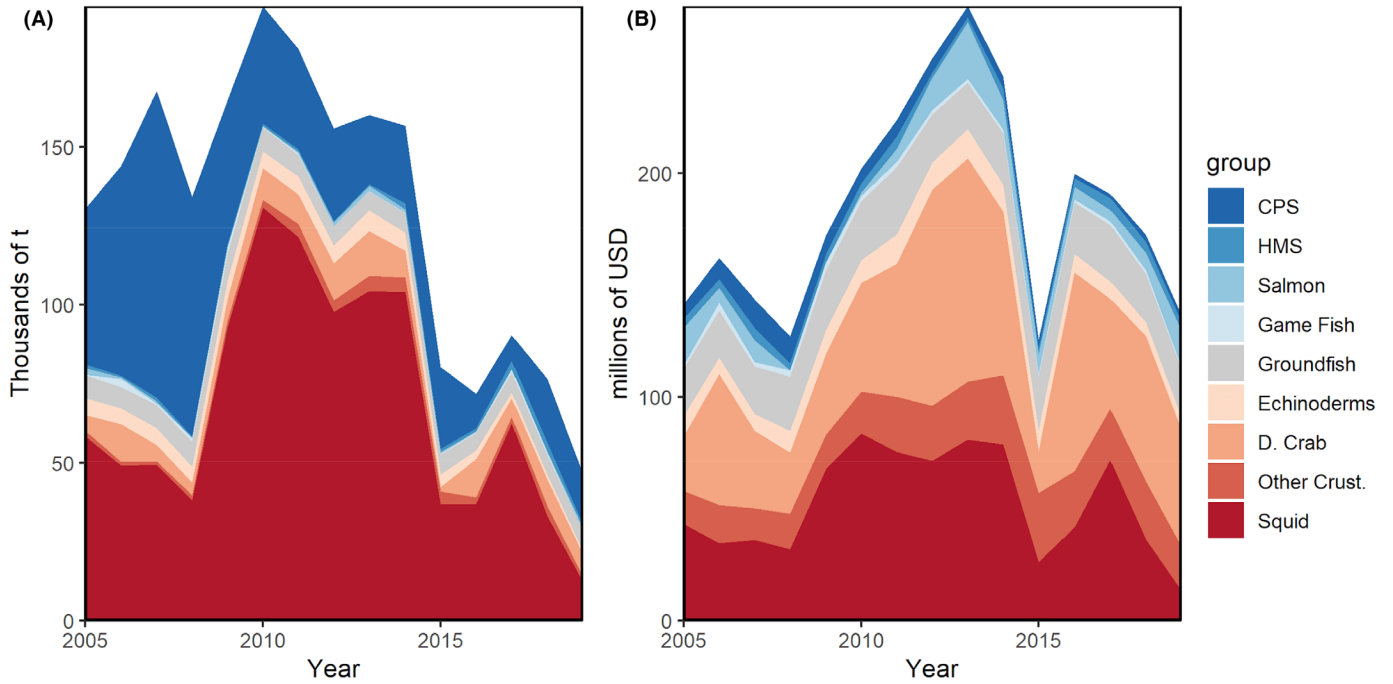 (A)
Thousands of t
150
100
50
0
2005
2010
2015
Year
(B)
millions of USD
200
100
0
2005
2010
2015
Year
group
CPS
HMS
Salmon
Game Fish
Groundfish
Echinoderms
D. Crab
Other Crust.
Squid